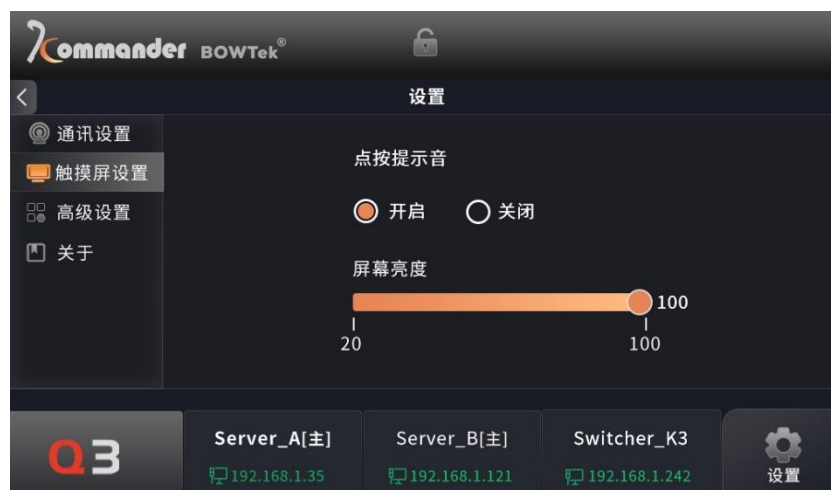 Kommander BOWTek®
设置
通讯设置
触摸屏设置
高级设置
关于
点按提示音
开启 关闭
屏幕亮度
100
20 100
Q3
Server_A[主] Server_B[主] Switcher_K3
192.168.1.35 192.168.1.121 192.168.1.242 设置